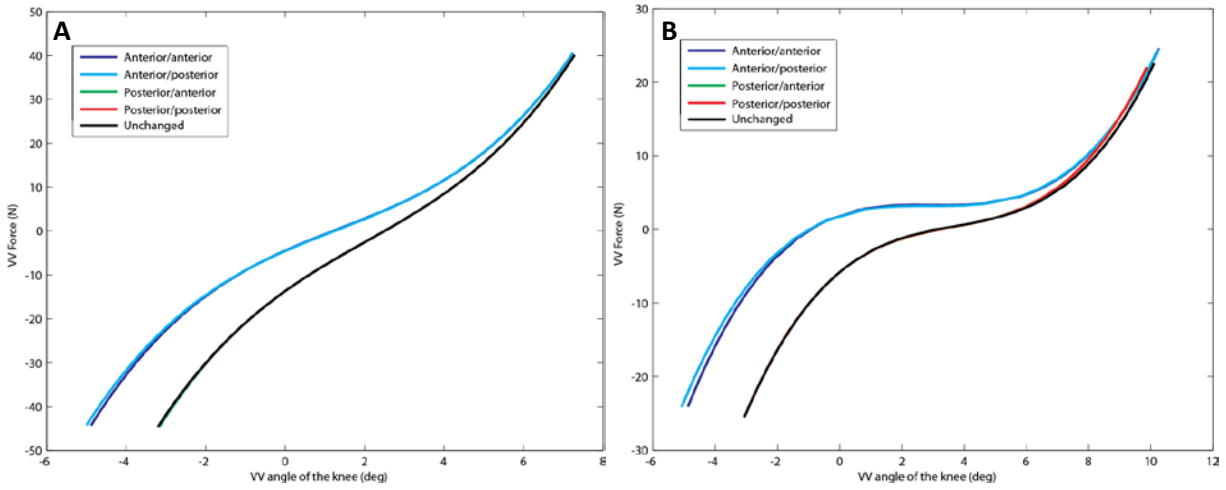 A
50
40
30
20
10
0
-10
-20
-30
-40
-50
VV Force (N)
Anterior/anterior
Anterior/posterior
Posterior/anterior
Posterior/posterior
Unchanged
-6 -4 -2 0 2 4 6 8
VV angle of the knee (deg)
B
30
20
10
0
-10
-20
-30
VV Force (N)
Anterior/anterior
Anterior/posterior
Posterior/anterior
Posterior/posterior
Unchanged
-6 -4 -2 0 2 4 6 8 10 12
VV angle of the knee (deg)